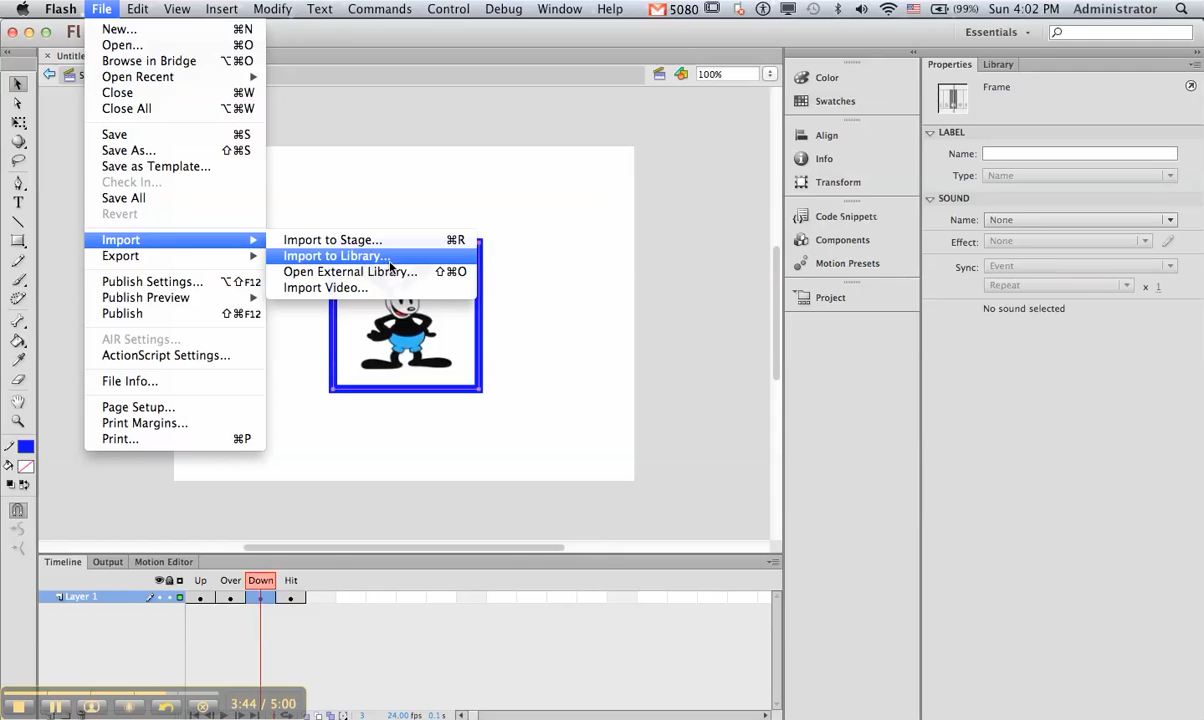 Flash File Edit View Insert Modify Text Commands Control Debug Window Help 5080 (99%) Sun 4:02 PM Administrator
Fl Essentials
Untitle
100%
New... ⌘N
Open... ⌘O
Browse in Bridge ⌥⌘O
Open Recent
Close ⌘W
Close All ⌥⌘W
Save ⌘S
Save As... ⇧⌘S
Save as Template...
Check In...
Save All
Revert
Import
Export
Publish Settings... ⌥⇧F12
Publish Preview
Publish ⇧⌘F12
AIR Settings...
ActionScript Settings...
File Info...
Page Setup...
Print Margins...
Print... ⌘P
Import to Stage... ⌘R
Import to Library...
Open External Library... ⇧⌘O
Import Video...
Color
Swatches
Align
Info
Transform
Code Snippets
Components
Motion Presets
Project
Properties Library
Frame
LABEL
Name:
Type: Name
SOUND
Name: None
Effect: None
Sync: Event
Repeat x 1
No sound selected
Timeline Output Motion Editor
Up Over Down Hit
Layer 1
3:44 / 5:00
3 24.00 fps 0.1 s